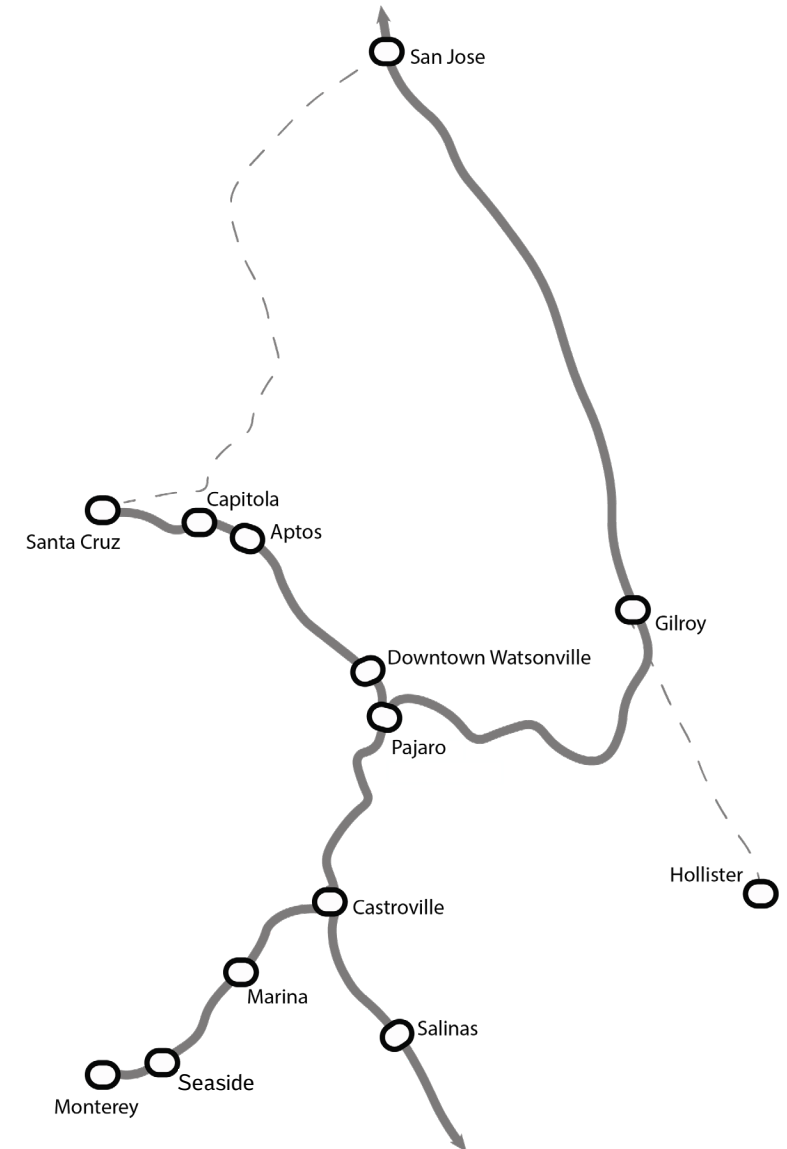 San Jose
Capitola
Aptos
Santa Cruz
Gilroy
Downtown Watsonville
Pajaro
Hollister
Castroville
Marina
Salinas
Seaside
Monterey